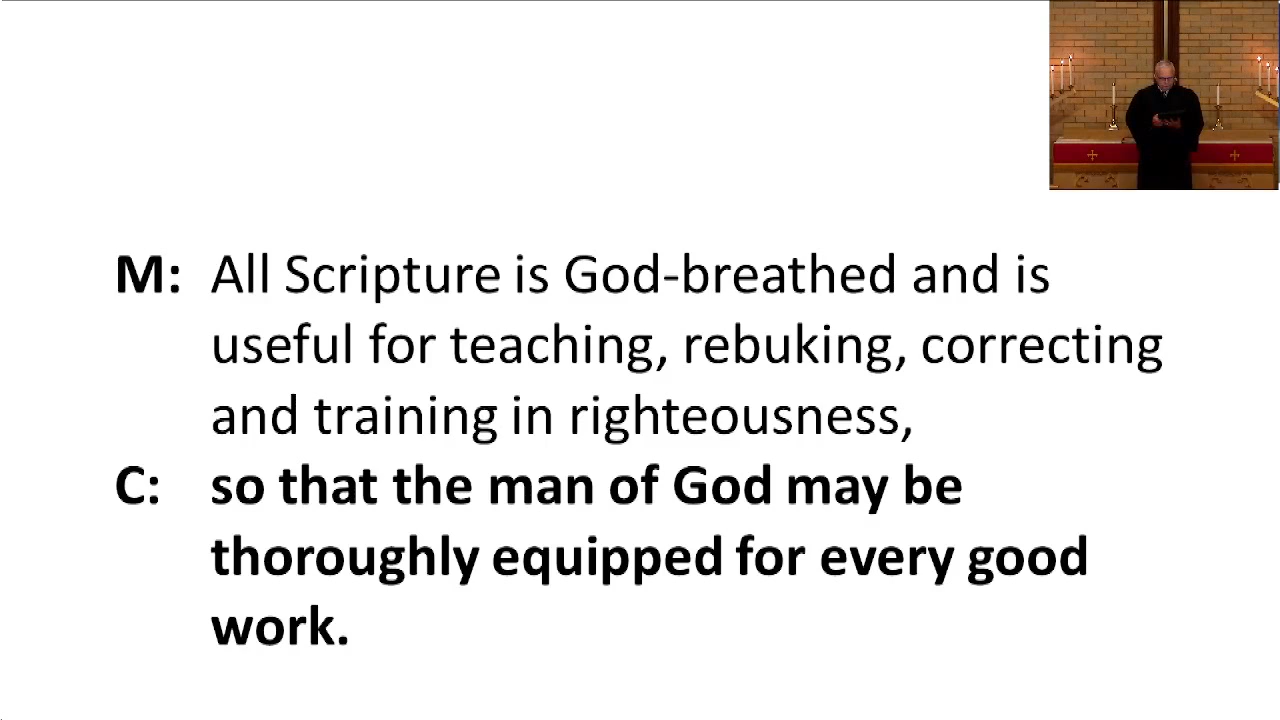 M: All Scripture is God-breathed and is
useful for teaching, rebuking, correcting
and training in righteousness,
C: so that the man of God may be
thoroughly equipped for every good
work.